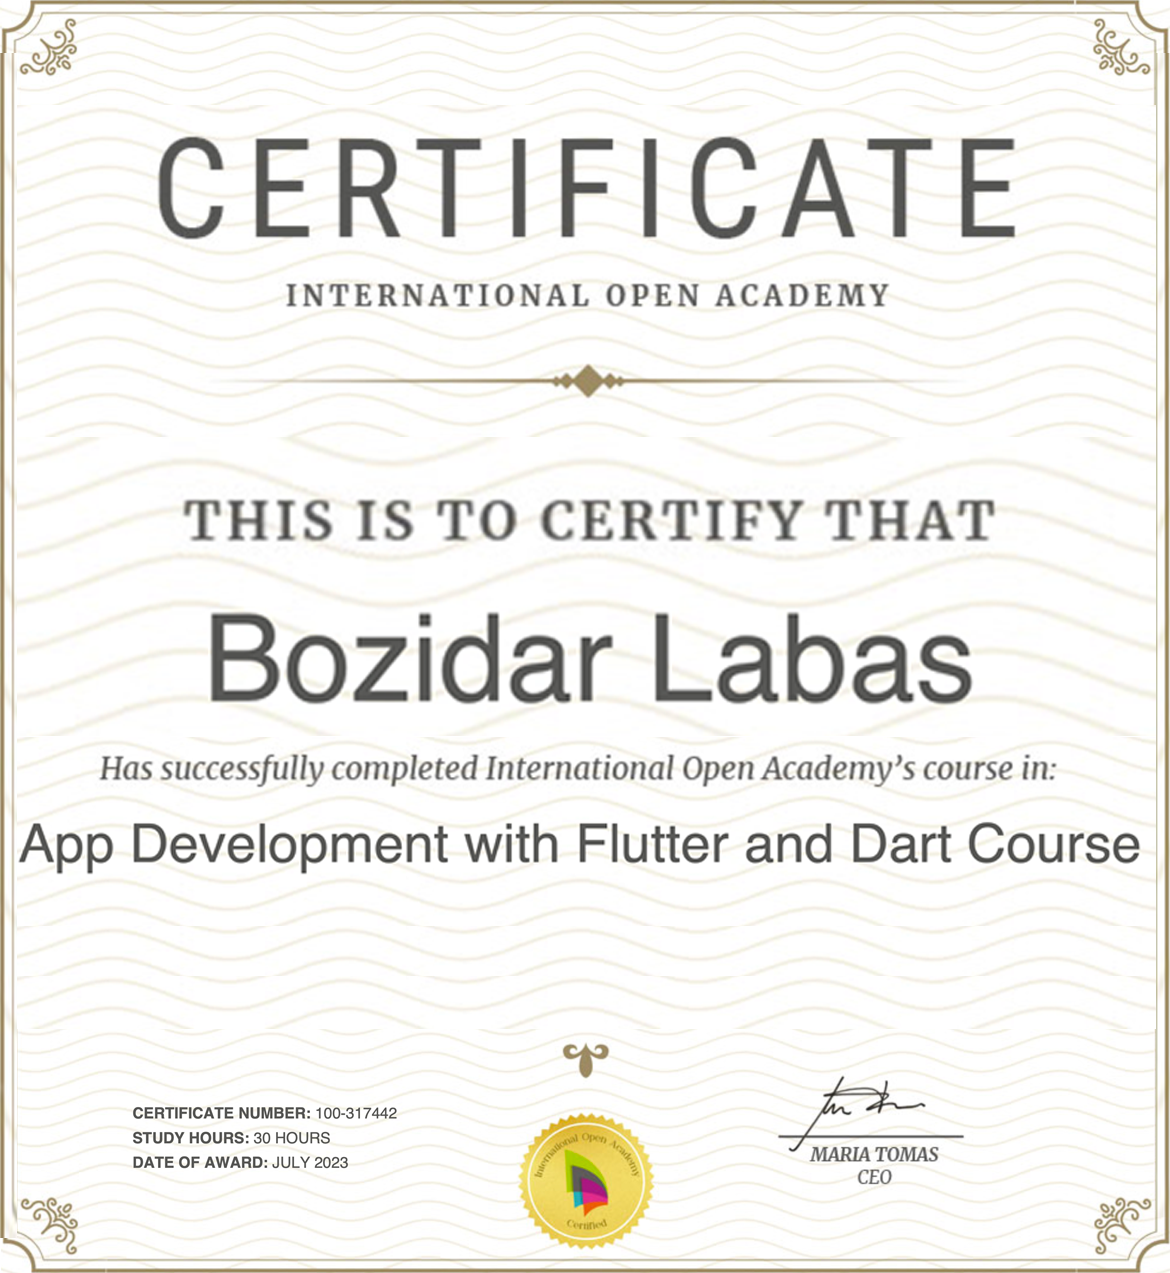 CERTIFICATE
INTERNATIONAL OPEN ACADEMY
THIS IS TO CERTIFY THAT
Bozidar Labas
Has successfully completed International Open Academy’s course in:
App Development with Flutter and Dart Course
CERTIFICATE NUMBER: 100-317442
STUDY HOURS: 30 HOURS
DATE OF AWARD: JULY 2023
International Open Academy
Certified
MARIA TOMAS
CEO